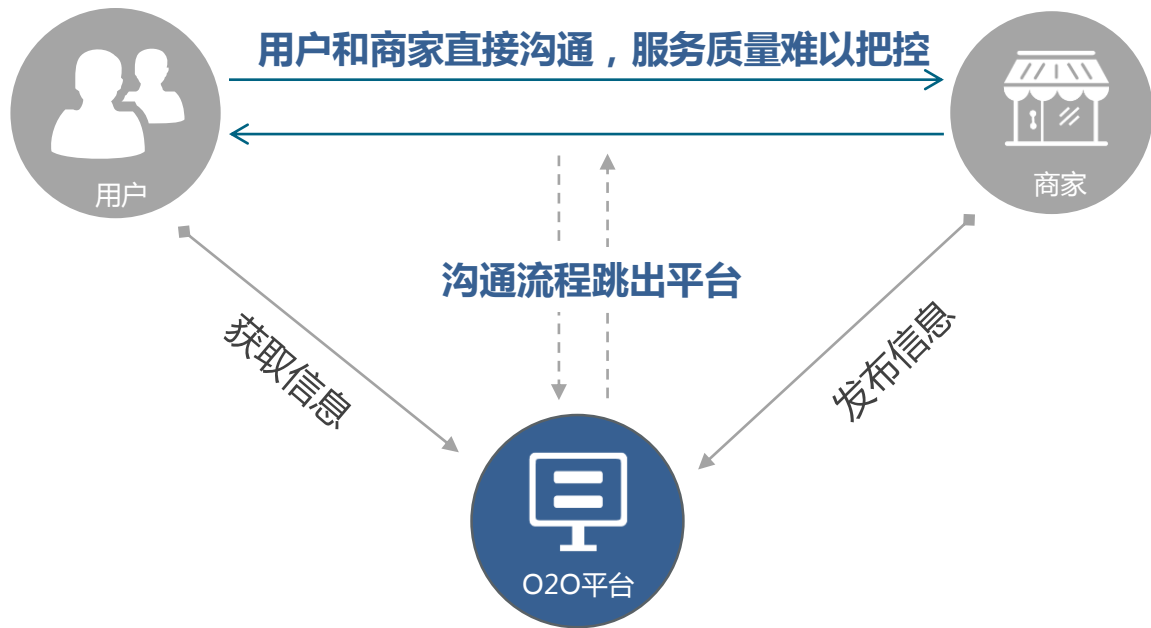 用户和商家直接沟通，服务质量难以把控
用户
商家
沟通流程跳出平台
获取信息
发布信息
O2O平台